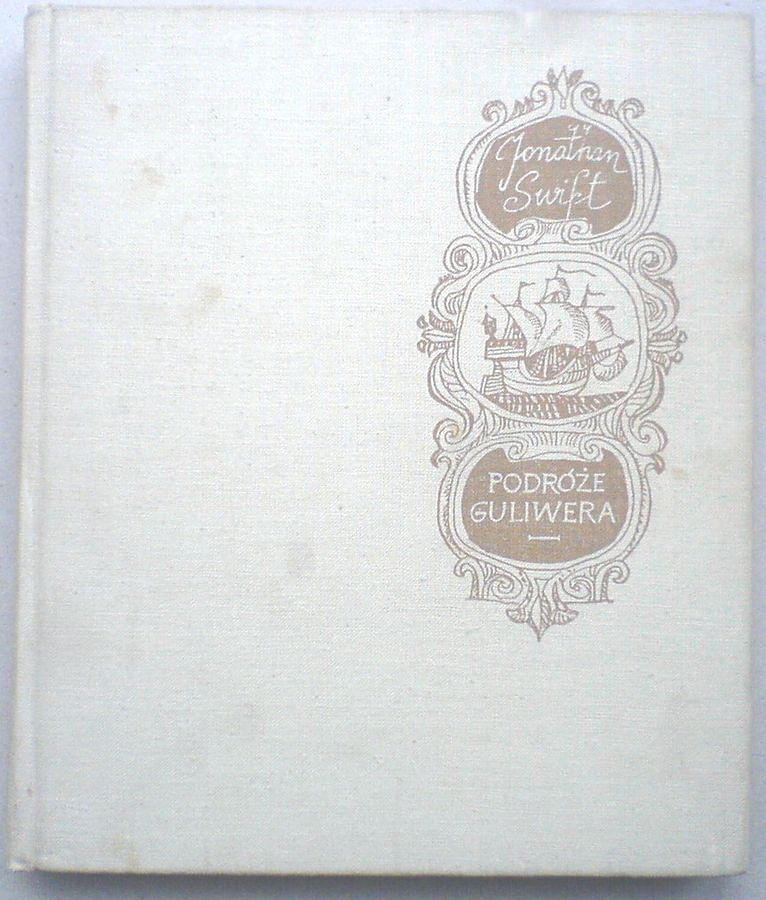 Jonathan
Swift
PODRÓŻE
GULIWERA